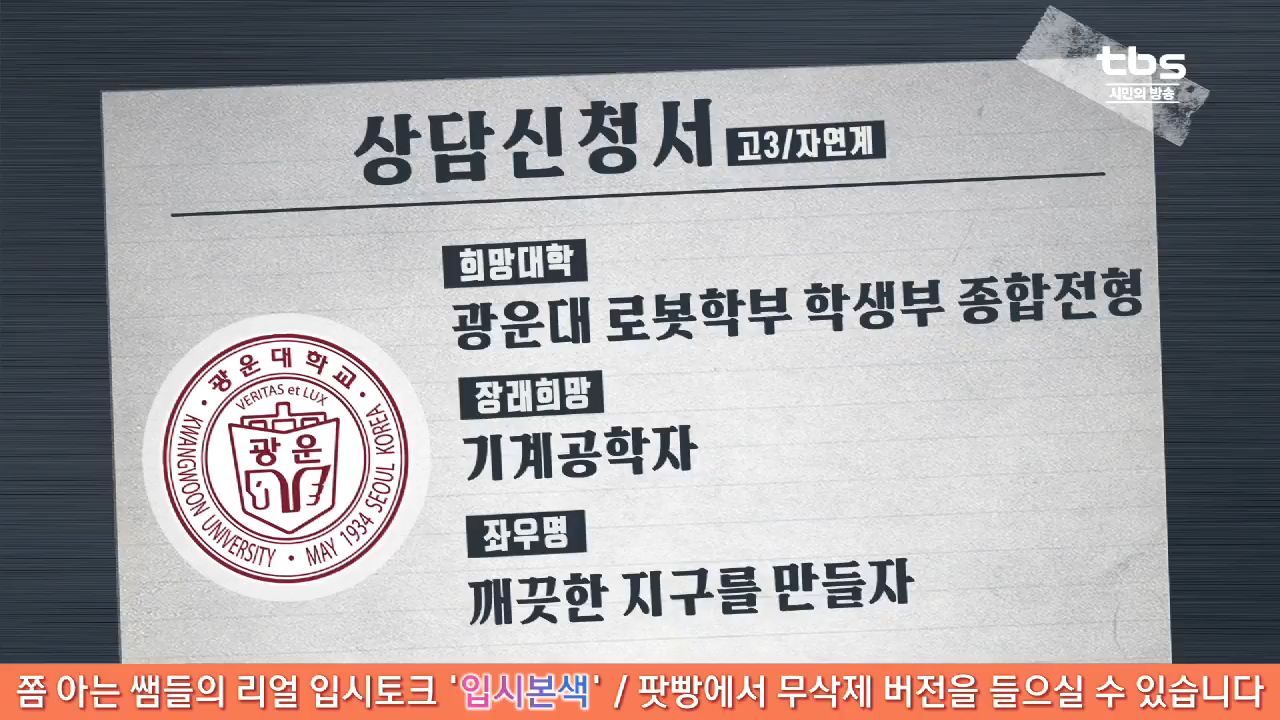 tbs
시민의 방송
상담신청서 고3/자연계
희망대학
광운대 로봇학부 학생부 종합전형
장래희망
기계공학자
좌우명
깨끗한 지구를 만들자
광운대학교
VERITAS et LUX
광운
KWANGWOON UNIVERSITY • MAY 1934 SEOUL KOREA
쫌 아는 쌤들의 리얼 입시토크 '입시본색' / 팟빵에서 무삭제 버전을 들으실 수 있습니다